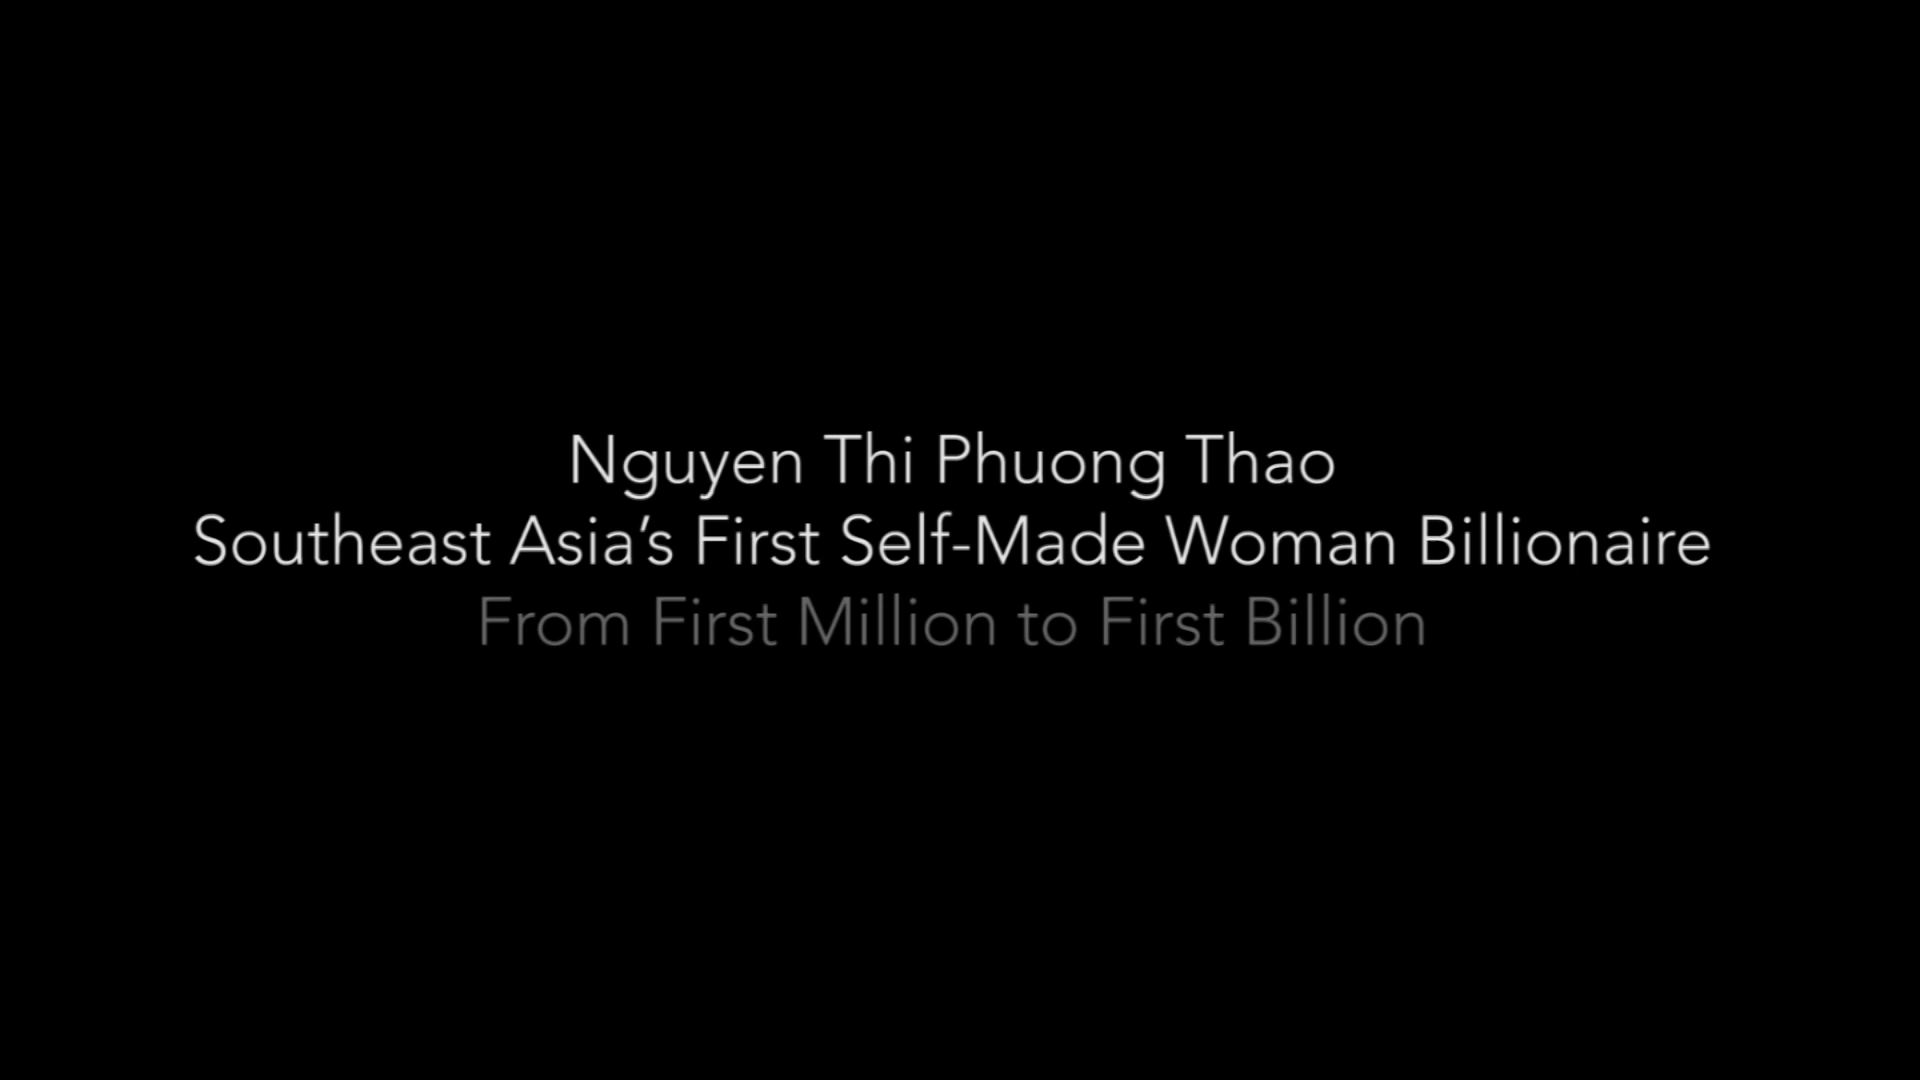 Nguyen Thi Phuong Thao
Southeast Asia’s First Self-Made Woman Billionaire
From First Million to First Billion